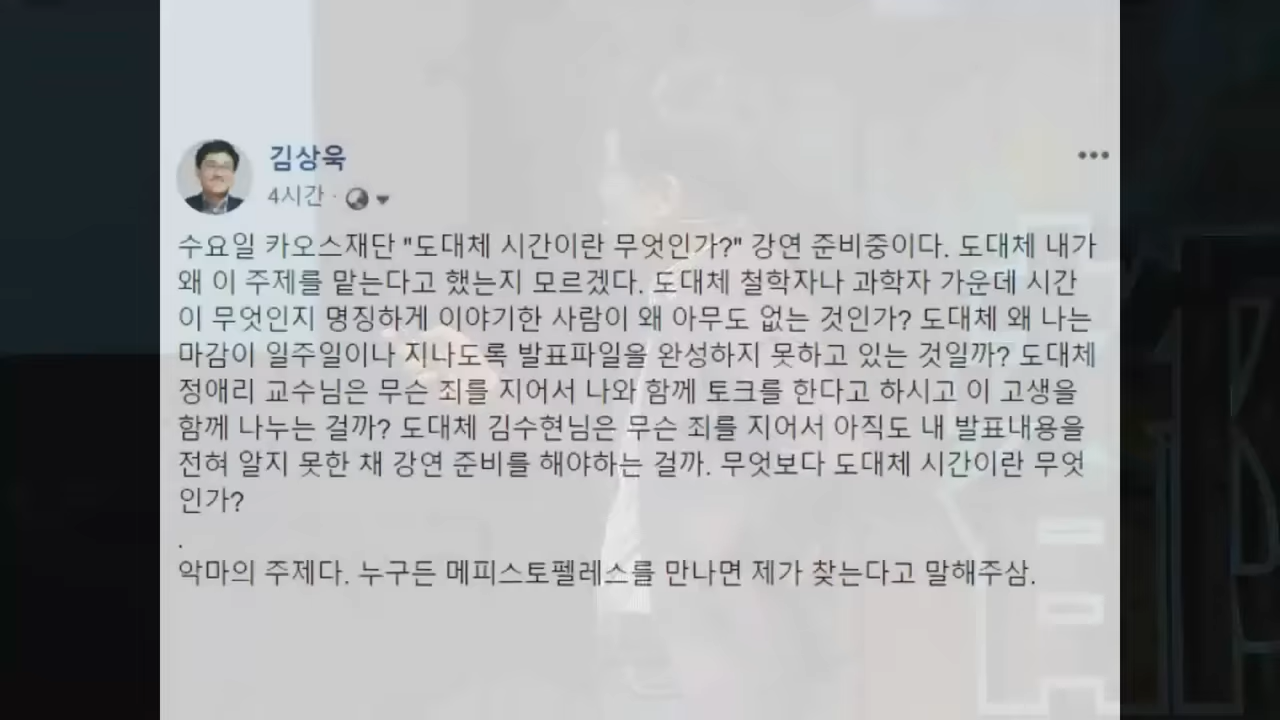 김상욱
4시간 ·
수요일 카오스재단 "도대체 시간이란 무엇인가?" 강연 준비중이다. 도대체 내가
왜 이 주제를 맡는다고 했는지 모르겠다. 도대체 철학자나 과학자 가운데 시간
이 무엇인지 명징하게 이야기한 사람이 왜 아무도 없는 것인가? 도대체 왜 나는
마감이 일주일이나 지나도록 발표파일을 완성하지 못하고 있는 것일까? 도대체
정애리 교수님은 무슨 죄를 지어서 나와 함께 토크를 한다고 하시고 이 고생을
함께 나누는 걸까? 도대체 김수현님은 무슨 죄를 지어서 아직도 내 발표내용을
전혀 알지 못한 채 강연 준비를 해야하는 걸까. 무엇보다 도대체 시간이란 무엇
인가?
.
악마의 주제다. 누구든 메피스토펠레스를 만나면 제가 찾는다고 말해주삼.